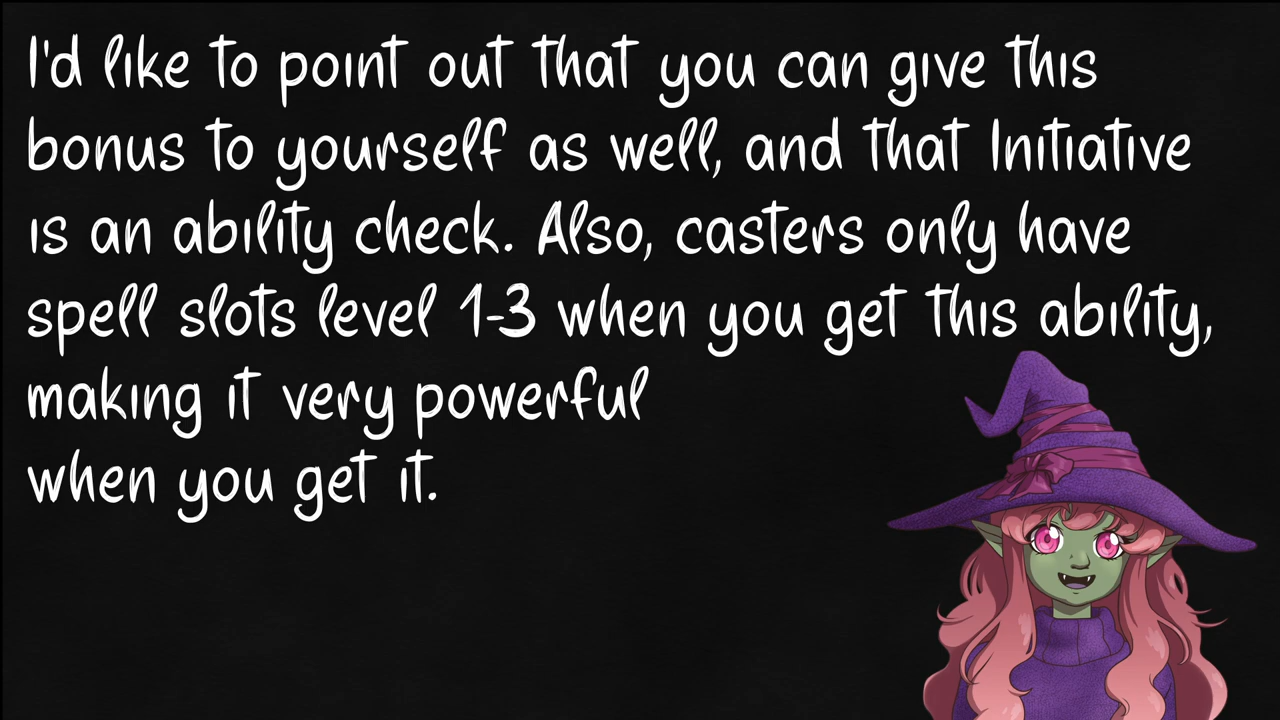 I'd like to point out that you can give this
bonus to yourself as well, and that Initiative
is an ability check. Also, casters only have
spell slots level 1-3 when you get this ability,
making it very powerful
when you get it.